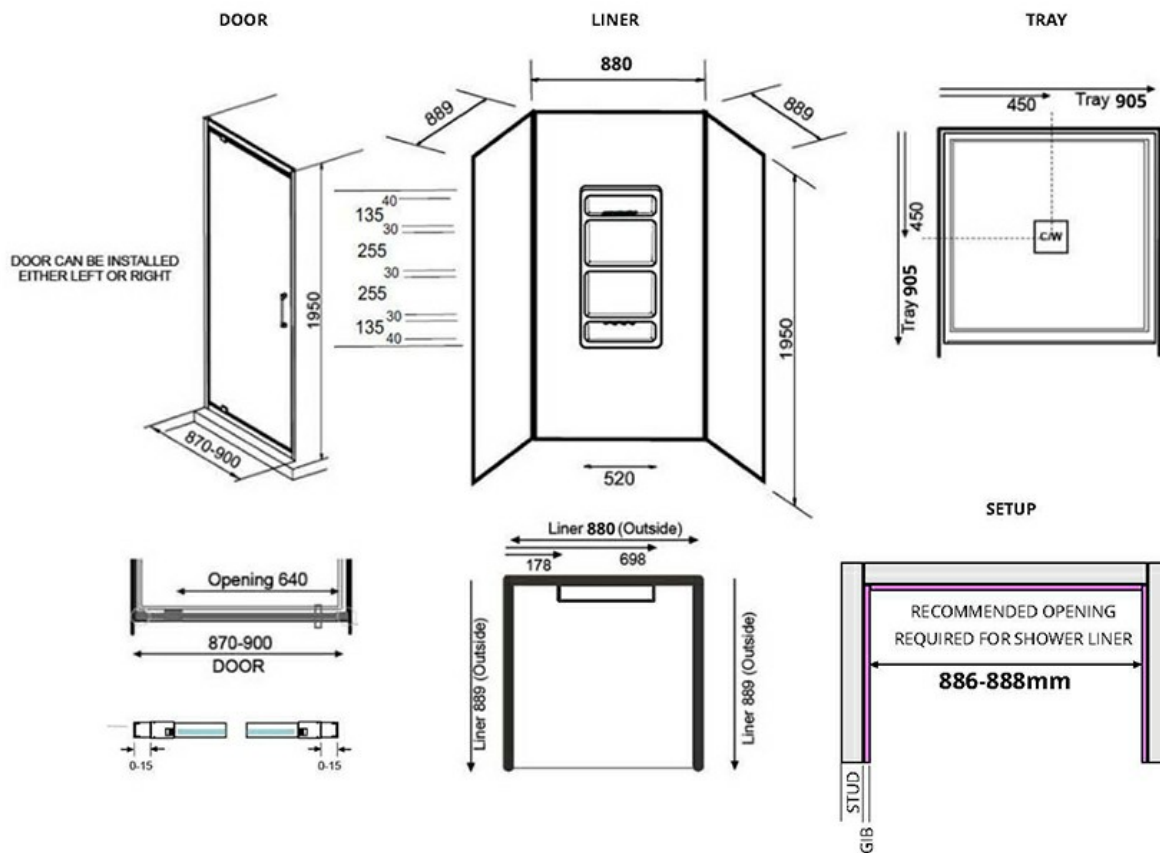 DOOR
LINER
TRAY
880
889
889
450
Tray 905
40
135
30
255
30
255
30
135
40
DOOR CAN BE INSTALLED
EITHER LEFT OR RIGHT
1950
870-900
1950
520
450
Tray 905
C/W
SETUP
Opening 640
870-900
DOOR
0-15
0-15
Liner 880 (Outside)
178
698
Liner 889 (Outside)
Liner 889 (Outside)
RECOMMENDED OPENING
REQUIRED FOR SHOWER LINER
886-888mm
STUD
GIB